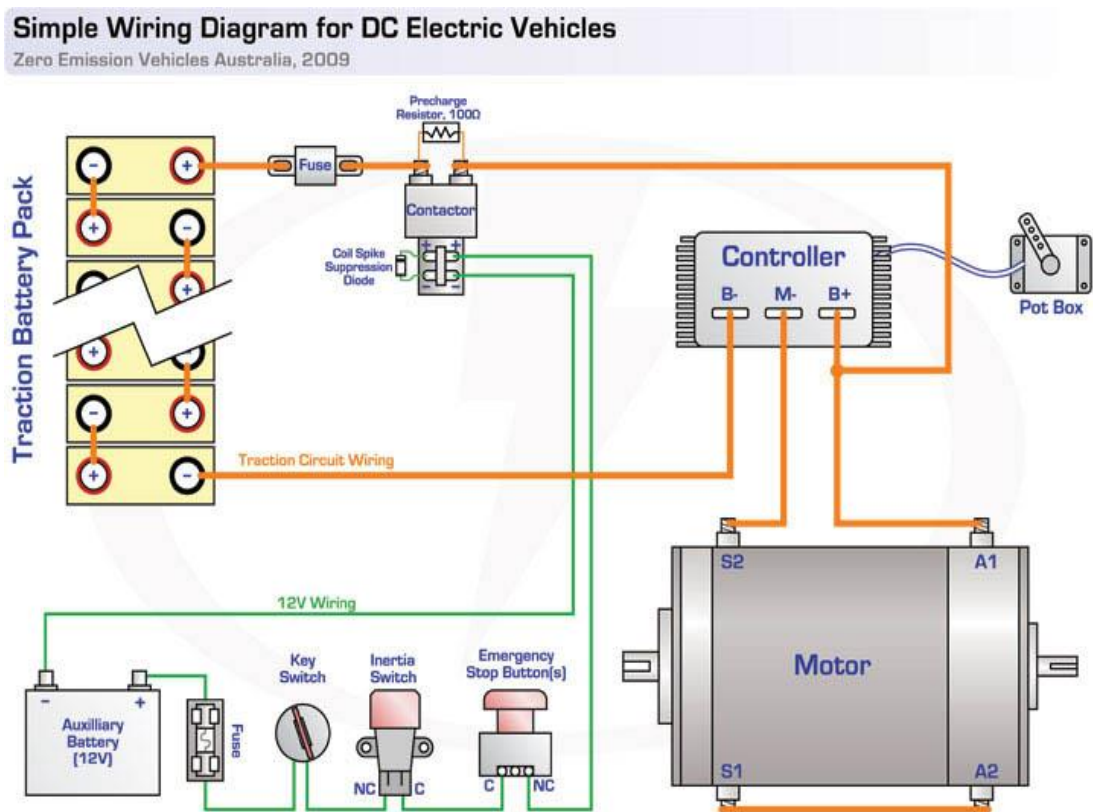 Simple Wiring Diagram for DC Electric Vehicles
Zero Emission Vehicles Australia, 2009
Traction Battery Pack
-
+
+
-
+
+
-
-
+
+
-
Fuse
Precharge
Resistor, 100Ω
Contactor
+ +
- -
Coil Spike
Suppression
Diode
Controller
B- M- B+
Pot Box
Traction Circuit Wiring
12V Wiring
S2
A1
Motor
S1
A2
- +
Auxilliary
Battery
(12V)
Fuse
Key
Switch
Inertia
Switch
NC C
Emergency
Stop Button(s)
C NC